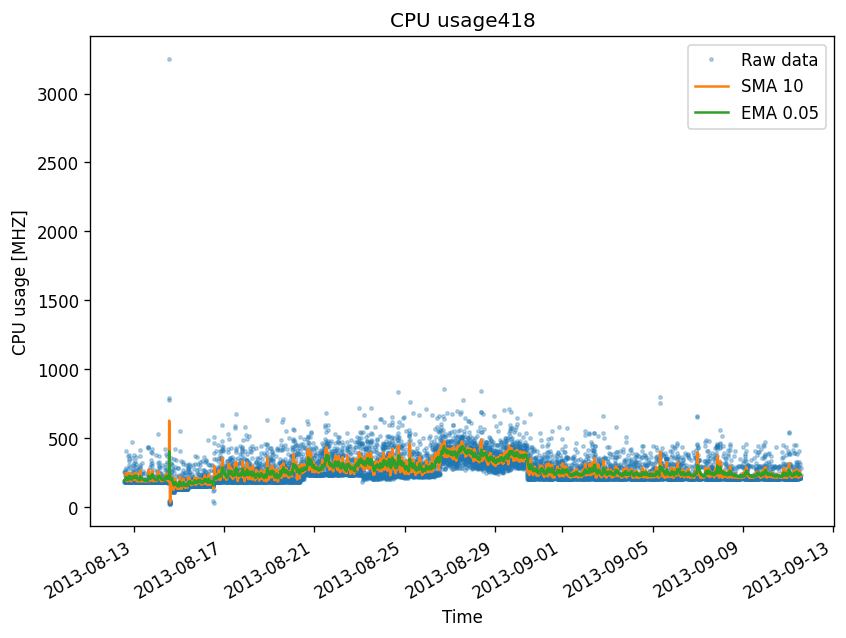 CPU usage418
Raw data
SMA 10
EMA 0.05
CPU usage [MHZ]
3000
2500
2000
1500
1000
500
0
2013-08-13
2013-08-17
2013-08-21
2013-08-25
2013-08-29
2013-09-01
2013-09-05
2013-09-09
2013-09-13
Time